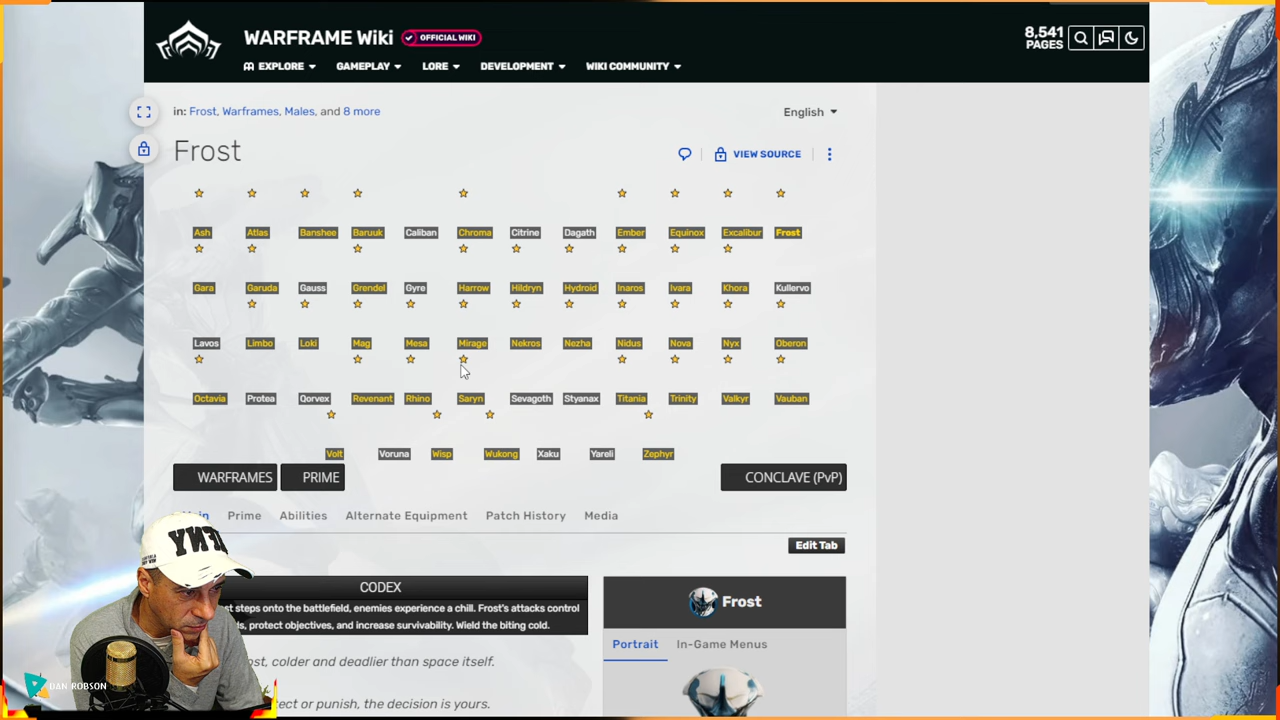 WARFRAME Wiki OFFICIAL WIKI
8,541 PAGES
EXPLORE GAMEPLAY LORE DEVELOPMENT WIKI COMMUNITY
in: Frost, Warframes, Males, and 8 more
English
Frost
VIEW SOURCE
Ash Atlas Banshee Baruuk Caliban Chroma Citrine Dagath Ember Equinox Excalibur Frost
Gara Garuda Gauss Grendel Gyre Harrow Hildryn Hydroid Inaros Ivara Khora Kullervo
Lavos Limbo Loki Mag Mesa Mirage Nekros Nezha Nidus Nova Nyx Oberon
Octavia Protea Qorvex Revenant Rhino Saryn Sevagoth Styanax Titania Trinity Valkyr Vauban
Volt Voruna Wisp Wukong Xaku Yareli Zephyr
WARFRAMES PRIME CONCLAVE (PvP)
Prime Abilities Alternate Equipment Patch History Media
Edit Tab
CODEX
steps onto the battlefield, enemies experience a chill. Frost's attacks control
protect objectives, and increase survivability. Wield the biting cold.
colder and deadlier than space itself.
or punish, the decision is yours.
Frost
Portrait In-Game Menus
DAN ROBSON